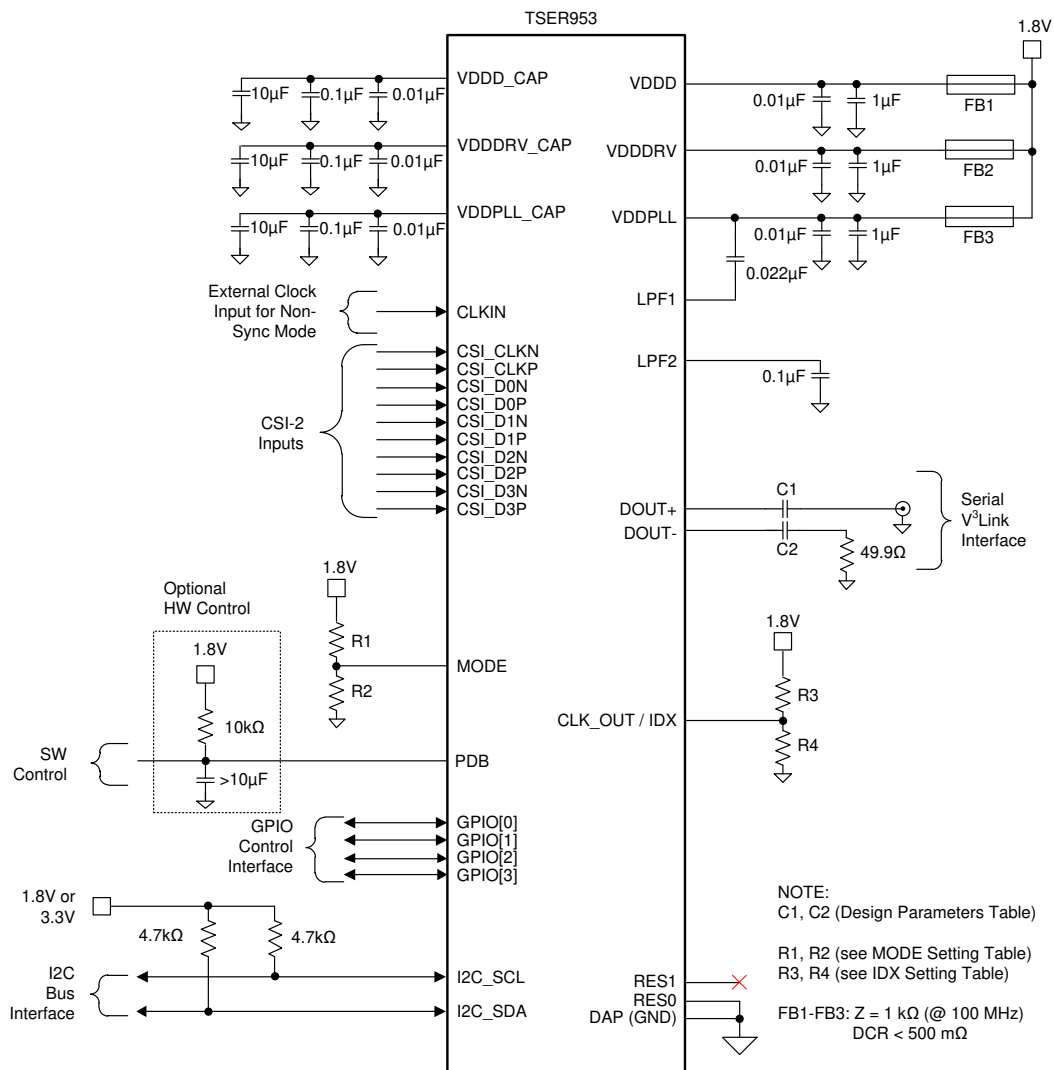 TSER953
1.8V
VDDD_CAP
10µF
0.1µF
0.01µF
VDDD
0.01µF
1µF
FB1
VDDDRV_CAP
10µF
0.1µF
0.01µF
VDDDRV
0.01µF
1µF
FB2
VDDPLL_CAP
10µF
0.1µF
0.01µF
VDDPLL
0.01µF
1µF
FB3
0.022µF
LPF1
External Clock
Input for Non-
Sync Mode
CLKIN
LPF2
0.1µF
CSI-2
Inputs
CSI_CLKN
CSI_CLKP
CSI_D0N
CSI_D0P
CSI_D1N
CSI_D1P
CSI_D2N
CSI_D2P
CSI_D3N
CSI_D3P
DOUT+
DOUT-
C1
C2
49.9Ω
Serial
V³Link
Interface
1.8V
R1
R2
MODE
Optional
HW Control
1.8V
10kΩ
>10µF
SW
Control
PDB
1.8V
R3
R4
CLK_OUT / IDX
GPIO
Control
Interface
GPIO[0]
GPIO[1]
GPIO[2]
GPIO[3]
1.8V or
3.3V
4.7kΩ
4.7kΩ
I2C
Bus
Interface
I2C_SCL
I2C_SDA
RES1
RES0
DAP (GND)
NOTE:
C1, C2 (Design Parameters Table)
R1, R2 (see MODE Setting Table)
R3, R4 (see IDX Setting Table)
FB1-FB3: Z = 1 kΩ (@ 100 MHz)
DCR < 500 mΩ